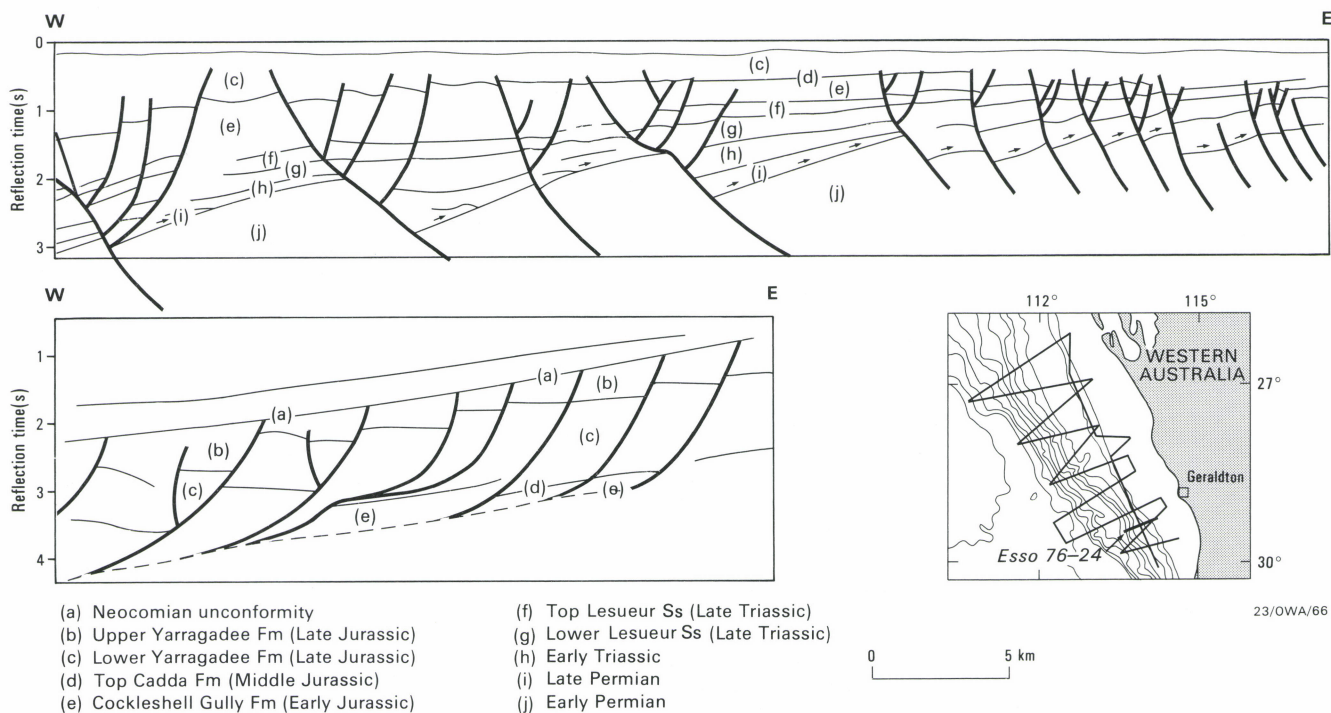 W
E
0
1
2
3
Reflection time(s)
(c)
(c)
(d)
(e)
(e)
(f)
(f)
(g)
(g)
(h)
(h)
(i)
(i)
(j)
(j)
W
E
1
2
3
4
Reflection time(s)
(a)
(a)
(b)
(b)
(c)
(c)
(d)
(e)
(e)
112°
115°
WESTERN
AUSTRALIA
27°
Geraldton
Esso 76–24
30°
23/OWA/66
(a) Neocomian unconformity
(b) Upper Yarragadee Fm (Late Jurassic)
(c) Lower Yarragadee Fm (Late Jurassic)
(d) Top Cadda Fm (Middle Jurassic)
(e) Cockleshell Gully Fm (Early Jurassic)
(f) Top Lesueur Ss (Late Triassic)
(g) Lower Lesueur Ss (Late Triassic)
(h) Early Triassic
(i) Late Permian
(j) Early Permian
0
5 km